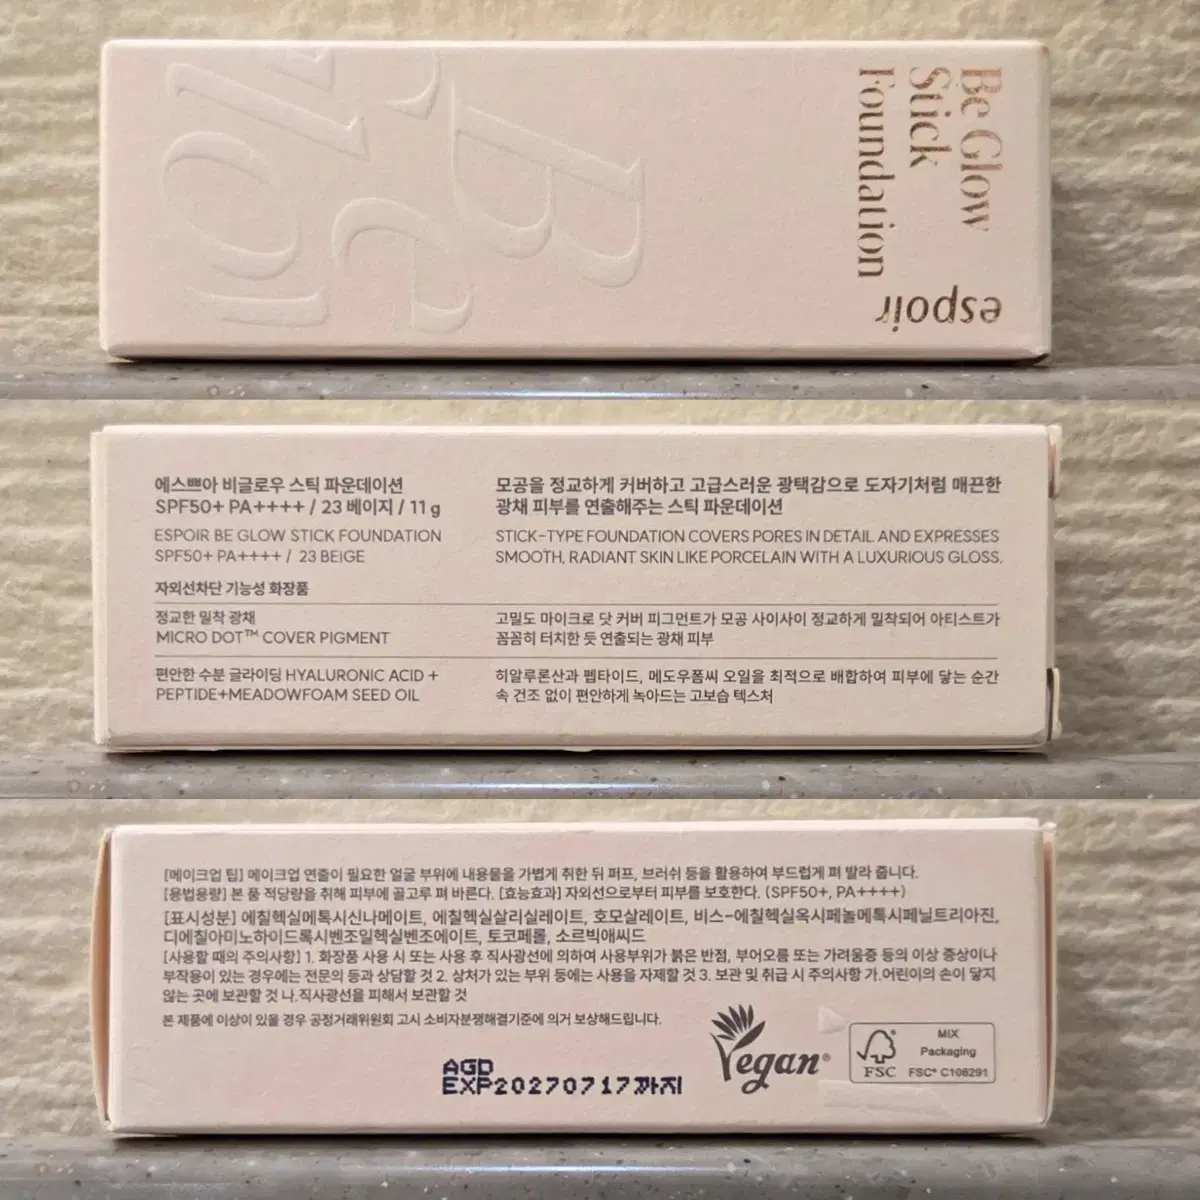 Be Glow
Be Glow
Stick
Foundation
espoir
에스쁘아 비글로우 스틱 파운데이션
SPF50+ PA++++ / 23 베이지 / 11 g
ESPOIR BE GLOW STICK FOUNDATION
SPF50+ PA++++ / 23 BEIGE
자외선차단 기능성 화장품
모공을 정교하게 커버하고 고급스러운 광택감으로 도자기처럼 매끈한
광채 피부를 연출해주는 스틱 파운데이션
STICK-TYPE FOUNDATION COVERS PORES IN DETAIL AND EXPRESSES
SMOOTH, RADIANT SKIN LIKE PORCELAIN WITH A LUXURIOUS GLOSS.
정교한 밀착 광채
MICRO DOT™ COVER PIGMENT
고밀도 마이크로 닷 커버 피그먼트가 모공 사이사이 정교하게 밀착되어 아티스트가
꼼꼼히 터치한 듯 연출되는 광채 피부
편안한 수분 글라이딩 HYALURONIC ACID +
PEPTIDE+MEADOWFOAM SEED OIL
히알루론산과 펩타이드, 메도우폼씨 오일을 최적으로 배합하여 피부에 닿는 순간
속 건조 없이 편안하게 녹아드는 고보습 텍스처
[메이크업 팁] 메이크업 연출이 필요한 얼굴 부위에 내용물을 가볍게 취한 뒤 퍼프, 브러쉬 등을 활용하여 부드럽게 펴 발라 줍니다.
[용법용량] 본 품 적당량을 취해 피부에 골고루 펴 바른다. [효능효과] 자외선으로부터 피부를 보호한다. (SPF50+, PA++++)
[표시성분] 에칠헥실메톡시신나메이트, 에칠헥실살리실레이트, 호모살레이트, 비스-에칠헥실옥시페놀메톡시페닐트리아진,
디에칠아미노하이드록시벤조일헥실벤조에이트, 토코페롤, 소르빅애씨드
[사용할 때의 주의사항] 1. 화장품 사용 시 또는 사용 후 직사광선에 의하여 사용부위가 붉은 반점, 부어오름 또는 가려움증 등의 이상 증상이나
부작용이 있는 경우에는 전문의 등과 상담할 것 2. 상처가 있는 부위 등에는 사용을 자제할 것 3. 보관 및 취급 시 주의사항 가.어린이의 손이 닿지
않는 곳에 보관할 것 나.직사광선을 피해서 보관할 것
본 제품에 이상이 있을 경우 공정거래위원회 고시 소비자분쟁해결기준에 의거 보상해드립니다.
AGD
EXP20270717까지
Vegan®
FSC
MIX
Packaging
FSC® C106291